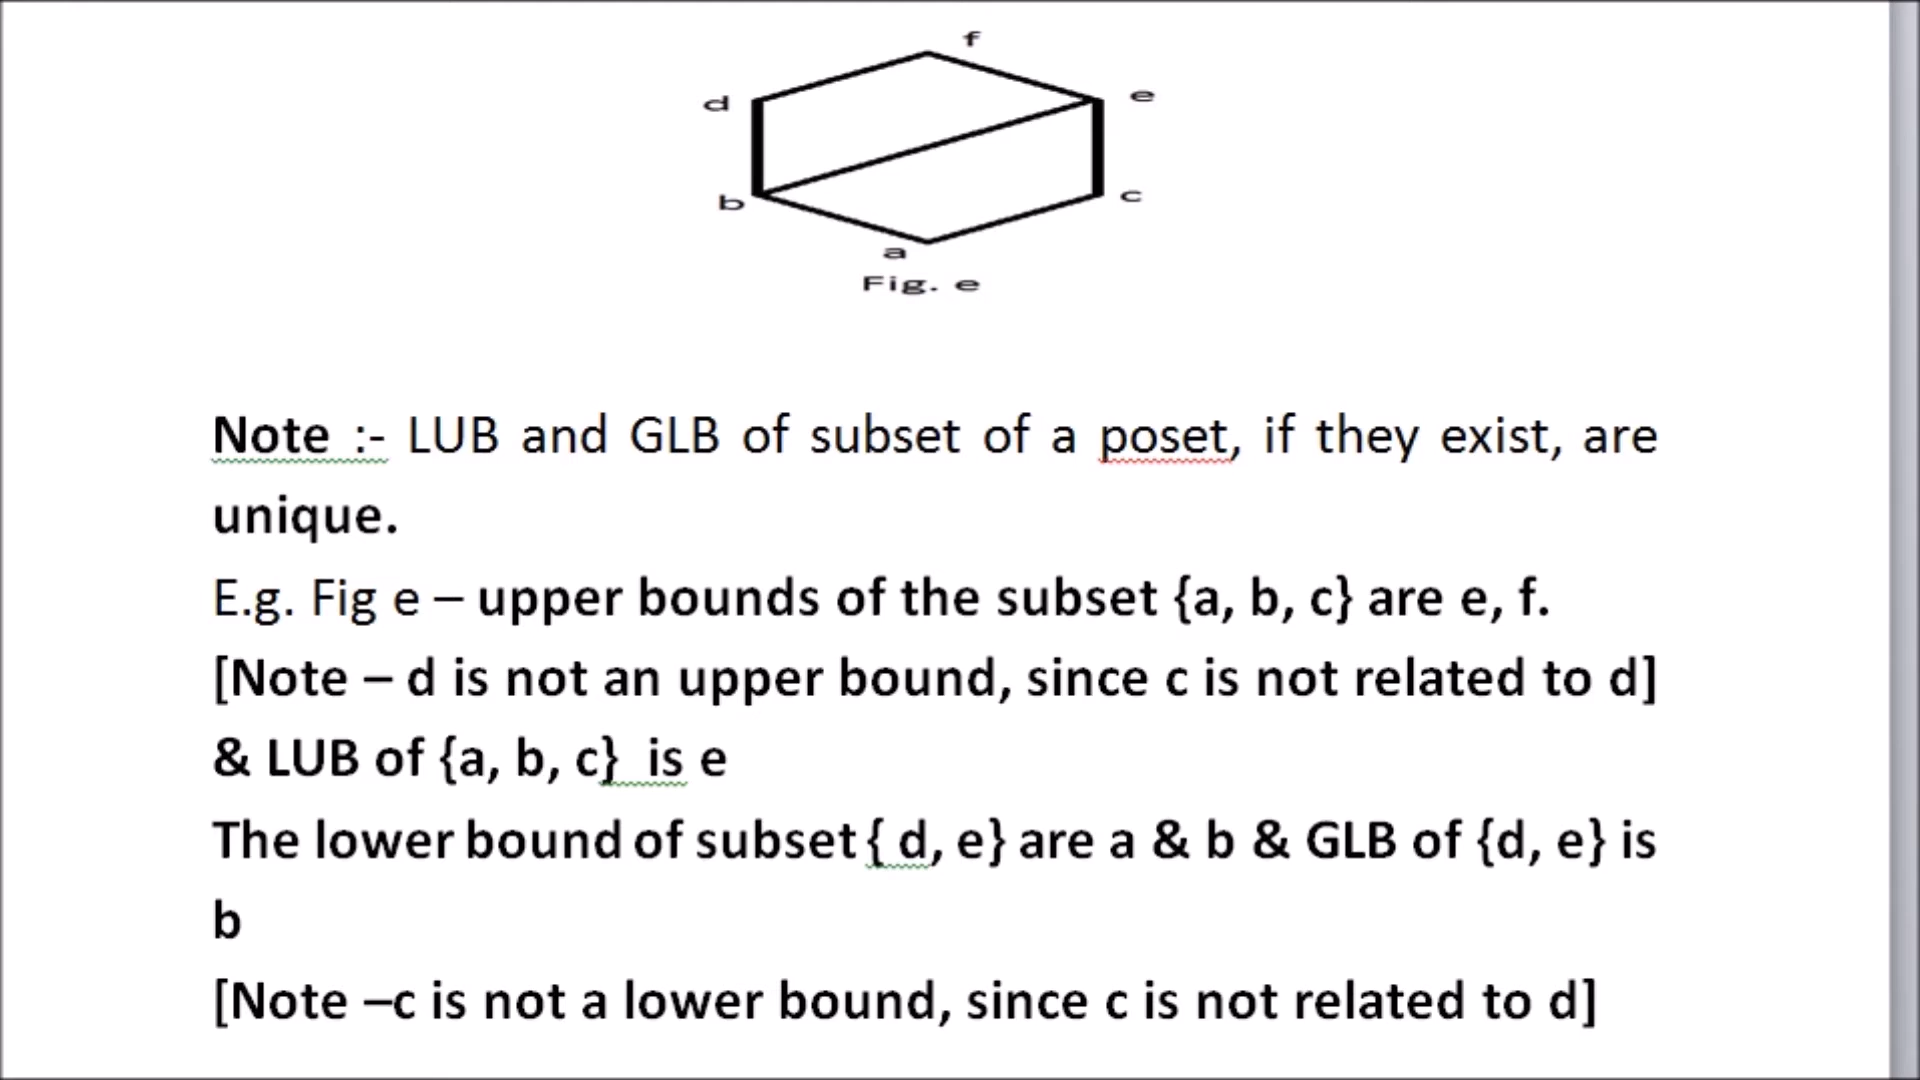 f
d
e
b
c
a
Fig. e
Note :- LUB and GLB of subset of a poset, if they exist, are
unique.
E.g. Fig e – upper bounds of the subset {a, b, c} are e, f.
[Note – d is not an upper bound, since c is not related to d]
& LUB of {a, b, c}  is e
The lower bound of subset { d, e} are a & b & GLB of {d, e} is
b
[Note –c is not a lower bound, since c is not related to d]